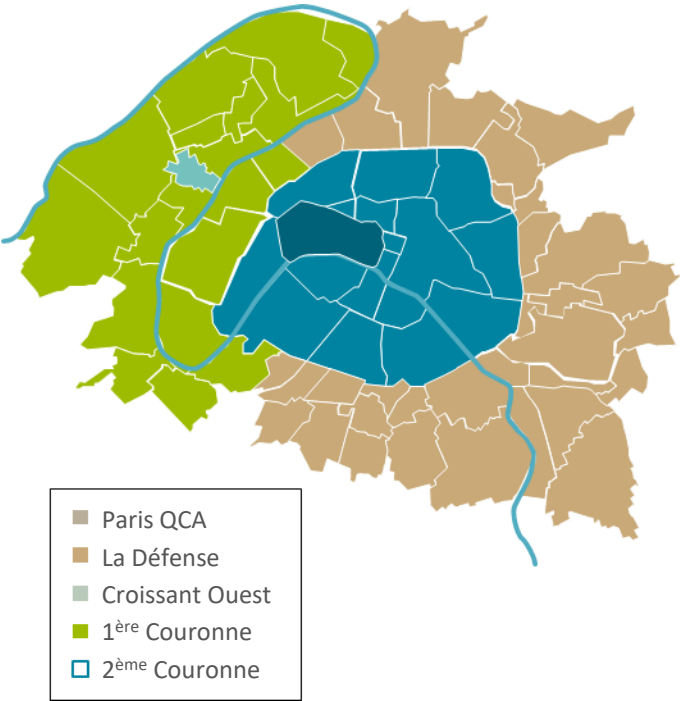 Paris QCA
La Défense
Croissant Ouest
1ère Couronne
2ème Couronne